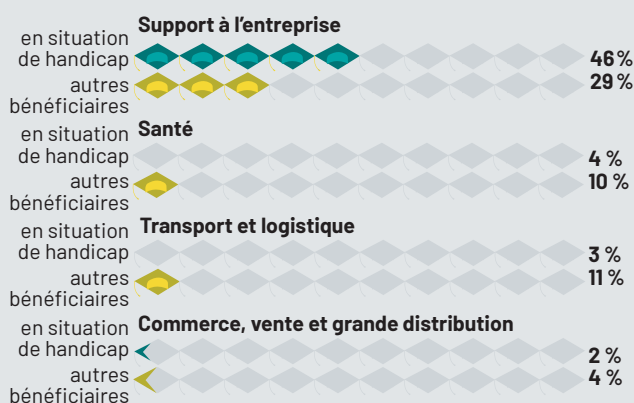 Support à l'entreprise
en situation
de handicap
46 %
autres
bénéficiaires
29 %
Santé
en situation
de handicap
4 %
autres
bénéficiaires
10 %
Transport et logistique
en situation
de handicap
3 %
autres
bénéficiaires
11 %
Commerce, vente et grande distribution
en situation
de handicap
2 %
autres
bénéficiaires
4 %